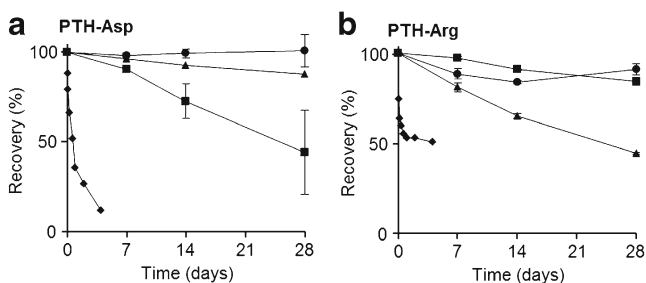 a PTH-Asp
100
50
0
Recovery (%)
0 7 14 21 28
Time (days)
b PTH-Arg
100
50
0
Recovery (%)
0 7 14 21 28
Time (days)